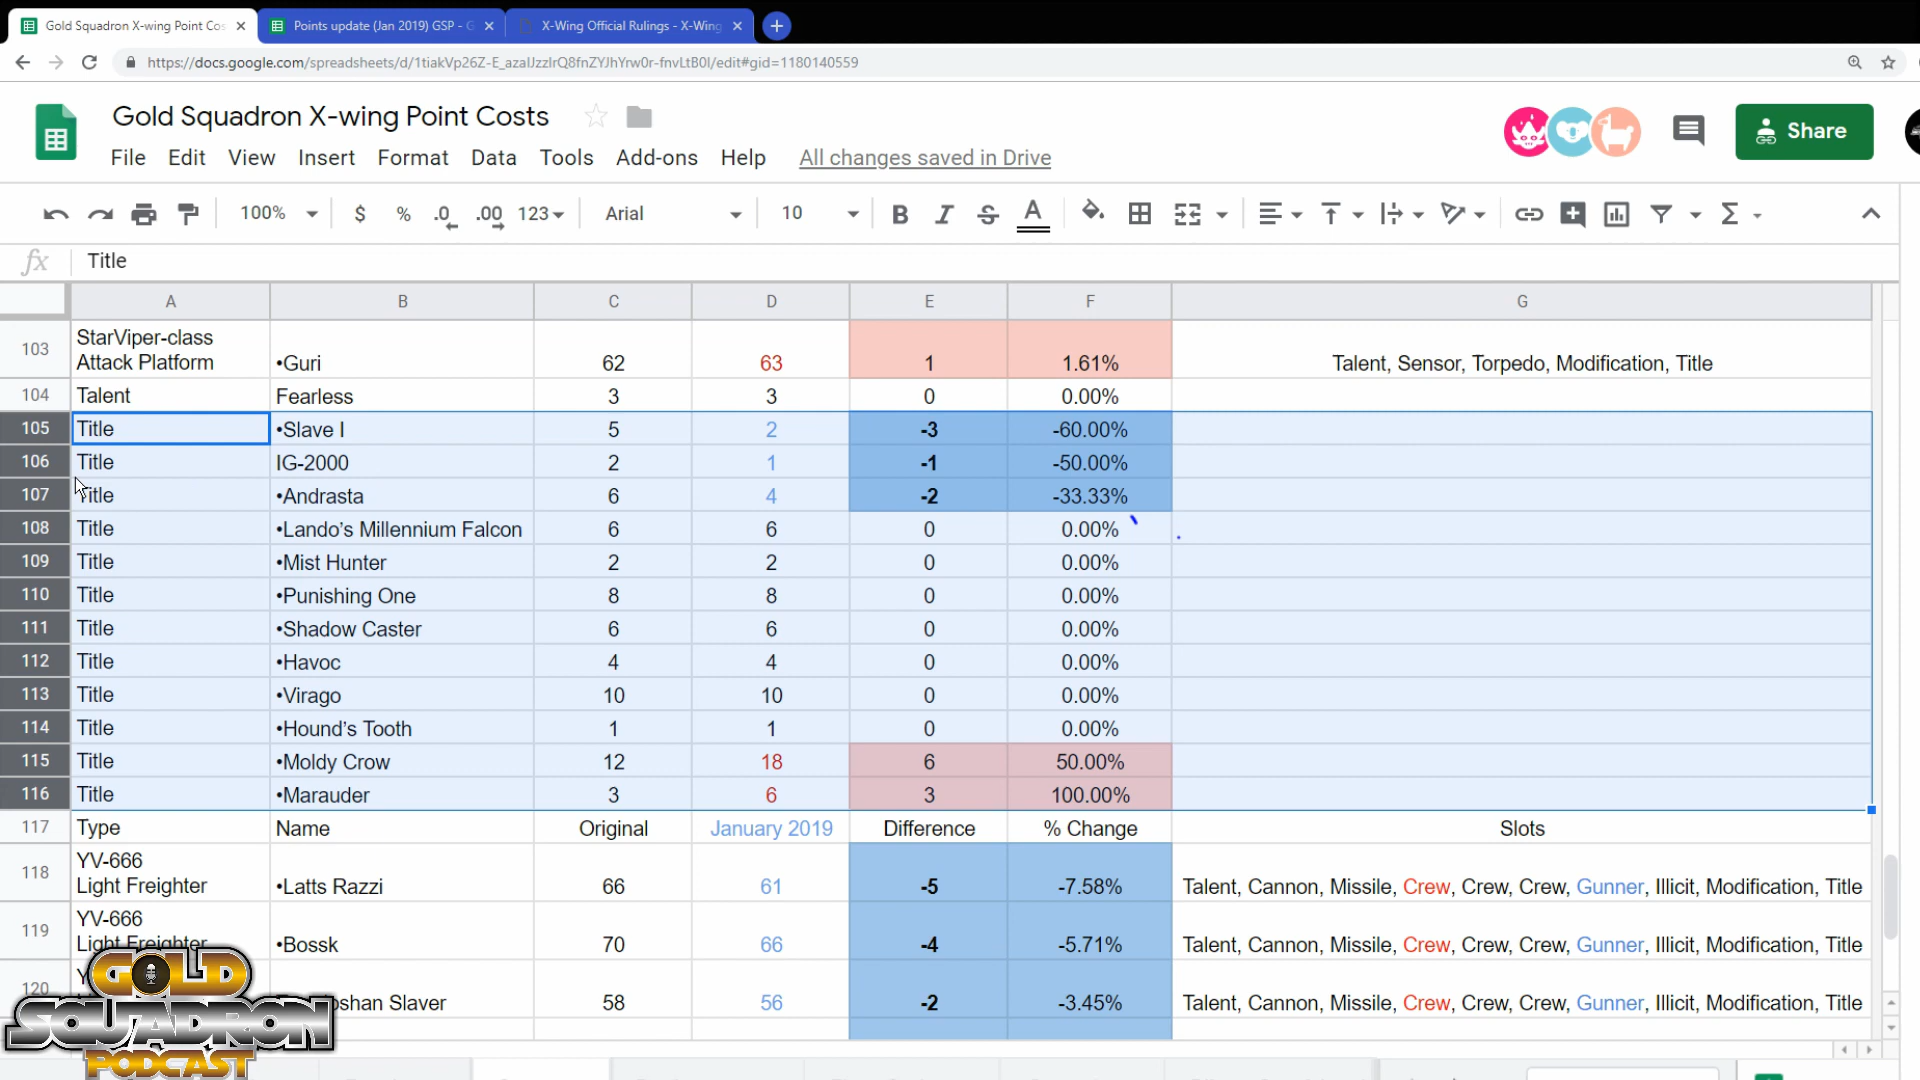 Gold Squadron X-wing Point Cos
Points update (Jan 2019) GSP - G
X-Wing Official Rulings - X-Wing
https://docs.google.com/spreadsheets/d/1tiakVp26Z-E_azaIJzzIrQ8fnZYJhYrw0r-fnvLtB0I/edit#gid=1180140559
Gold Squadron X-wing Point Costs
Share
File Edit View Insert Format Data Tools Add-ons Help All changes saved in Drive
100% $ % .0 .00 123 Arial 10 B I S A
fx Title
A B C D E F G
103 StarViper-class
Attack Platform •Guri 62 63 1 1.61% Talent, Sensor, Torpedo, Modification, Title
104 Talent Fearless 3 3 0 0.00%
105 Title •Slave I 5 2 -3 -60.00%
106 Title IG-2000 2 1 -1 -50.00%
107 Title •Andrasta 6 4 -2 -33.33%
108 Title •Lando's Millennium Falcon 6 6 0 0.00%
109 Title •Mist Hunter 2 2 0 0.00%
110 Title •Punishing One 8 8 0 0.00%
111 Title •Shadow Caster 6 6 0 0.00%
112 Title •Havoc 4 4 0 0.00%
113 Title •Virago 10 10 0 0.00%
114 Title •Hound's Tooth 1 1 0 0.00%
115 Title •Moldy Crow 12 18 6 50.00%
116 Title •Marauder 3 6 3 100.00%
117 Type Name Original January 2019 Difference % Change Slots
118 YV-666
Light Freighter •Latts Razzi 66 61 -5 -7.58% Talent, Cannon, Missile, Crew, Crew, Crew, Gunner, Illicit, Modification, Title
119 YV-666
Light Freighter •Bossk 70 66 -4 -5.71% Talent, Cannon, Missile, Crew, Crew, Crew, Gunner, Illicit, Modification, Title
120 oshan Slaver 58 56 -2 -3.45% Talent, Cannon, Missile, Crew, Crew, Crew, Gunner, Illicit, Modification, Title
GOLD
SQUADRON
PODCAST